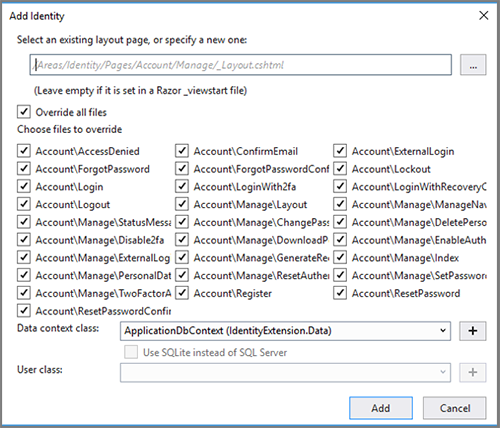 Add Identity
Select an existing layout page, or specify a new one:
/Areas/Identity/Pages/Account/Manage/_Layout.cshtml
...
(Leave empty if it is set in a Razor _viewstart file)
Override all files
Choose files to override
Account\AccessDenied Account\ConfirmEmail Account\ExternalLogin
Account\ForgotPassword Account\ForgotPasswordConf Account\Lockout
Account\Login Account\LoginWith2fa Account\LoginWithRecoveryC
Account\Logout Account\Manage\Layout Account\Manage\ManageNav
Account\Manage\StatusMessa Account\Manage\ChangePass Account\Manage\DeletePerson
Account\Manage\Disable2fa Account\Manage\DownloadP Account\Manage\EnableAuth
Account\Manage\ExternalLog Account\Manage\GenerateRec Account\Manage\Index
Account\Manage\PersonalDat Account\Manage\ResetAuthen Account\Manage\SetPassword
Account\Manage\TwoFactorA Account\Register Account\ResetPassword
Account\ResetPasswordConfir
Data context class: ApplicationDbContext (IdentityExtension.Data) +
Use SQLite instead of SQL Server
User class: +
Add Cancel